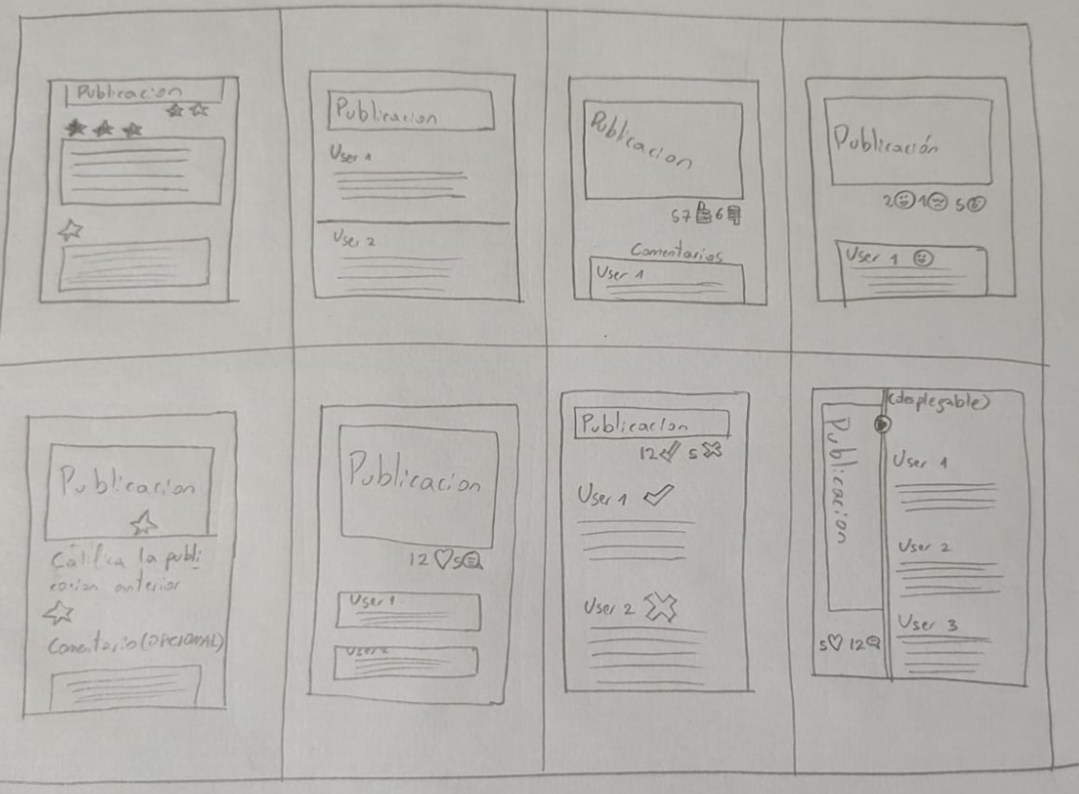 Publicacion
Publicacion
User 1
User 2
Publicacion
57 6
Comentarios
User 1
Publicación
2 1 5
User 1
Publicacion
Califica la publi
cacion anterior
Comentario (OPCIONAL)
Publicacion
12 5
User 1
User 2
Publicacion
12 5
User 1
User 2
(desplegable)
Publicacion
User 1
User 2
User 3
5 12